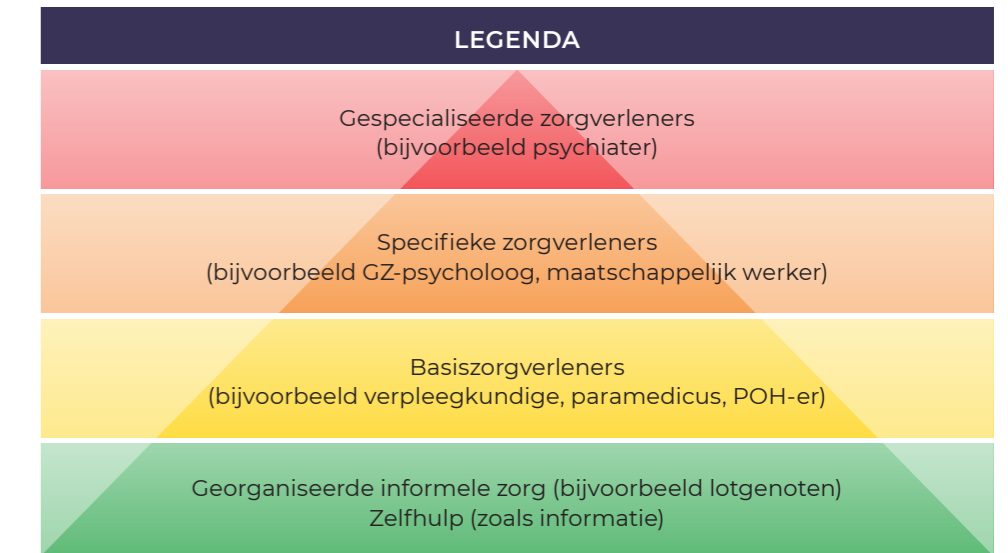 LEGENDA
Gespecialiseerde zorgverleners
(bijvoorbeeld psychiater)
Specifieke zorgverleners
(bijvoorbeeld GZ-psycholoog, maatschappelijk werker)
Basiszorgverleners
(bijvoorbeeld verpleegkundige, paramedicus, POH-er)
Georganiseerde informele zorg (bijvoorbeeld lotgenoten)
Zelfhulp (zoals informatie)